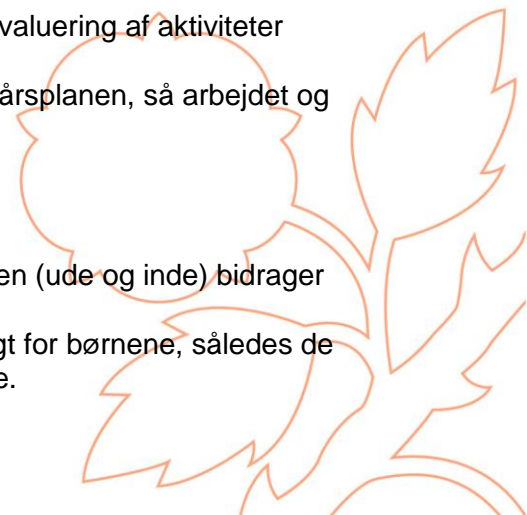 valuering af aktiviteter
årsplanen, så arbejdet og
en (ude og inde) bidrager
gt for børnene, således de
e.